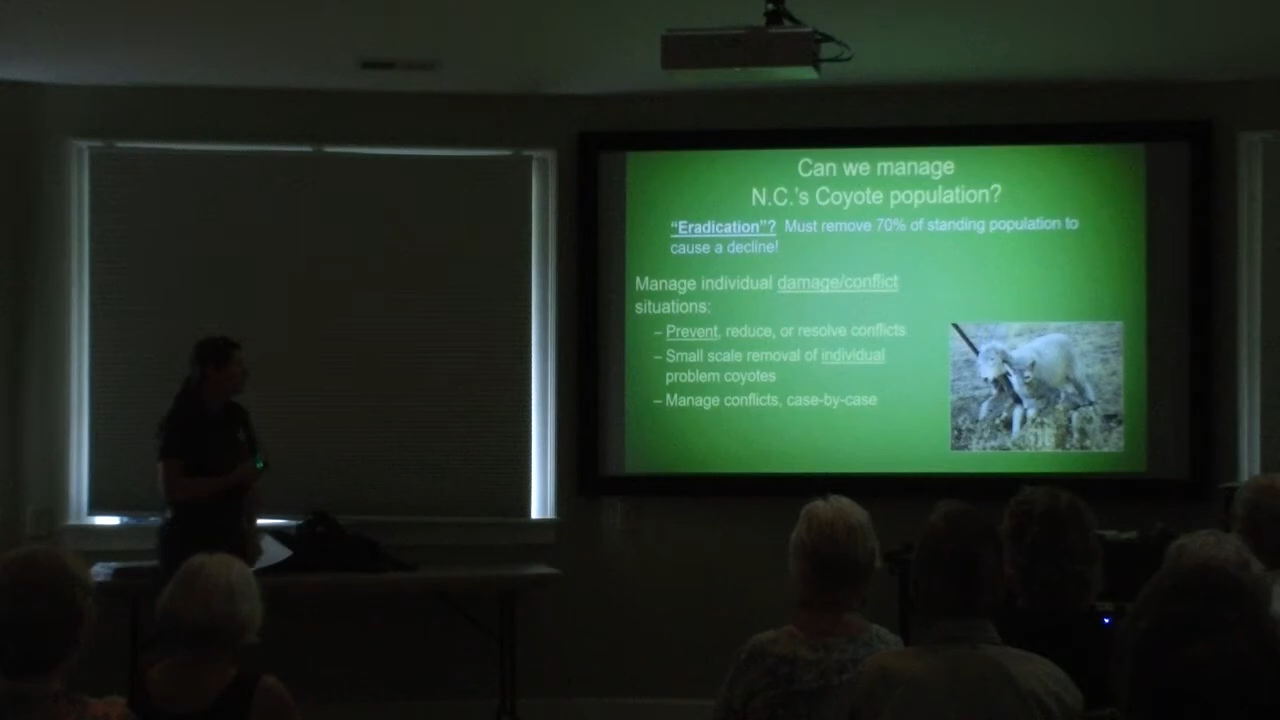 Can we manage
N.C.'s Coyote population?
“Eradication”? Must remove 70% of standing population to
cause a decline!
Manage individual damage/conflict
situations:
– Prevent, reduce, or resolve conflicts
– Small scale removal of individual
problem coyotes
– Manage conflicts, case-by-case